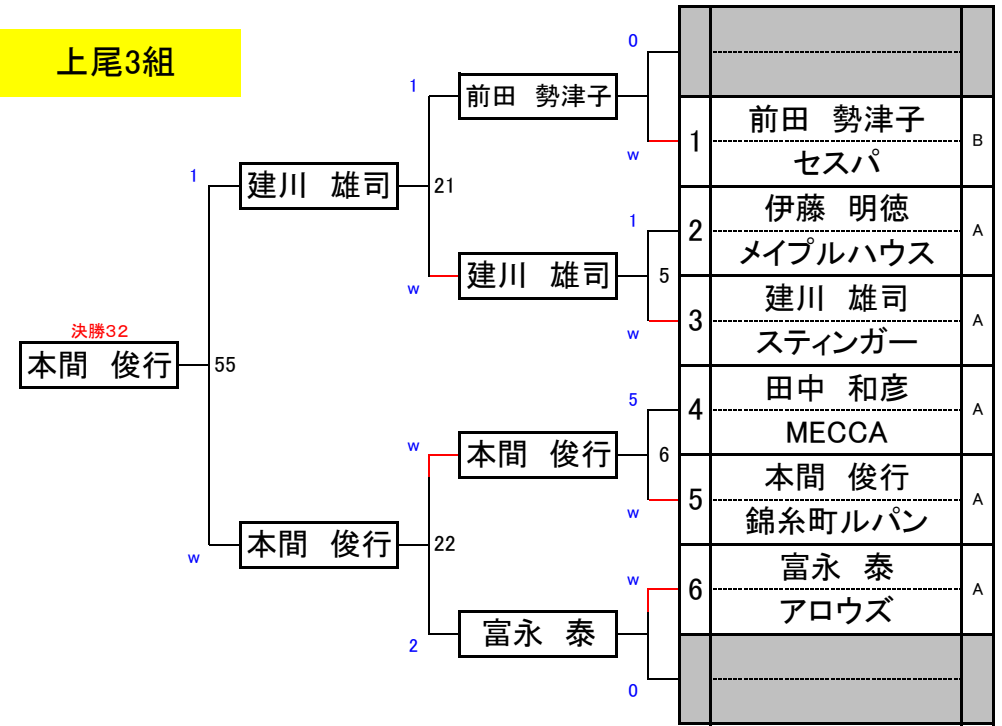 上尾3組
0
1
前田　勢津子
w
1
前田　勢津子
セスパ
B
1
建川　雄司
21
1
2
伊藤　明徳
メイプルハウス
A
w
建川　雄司
5
w
3
建川　雄司
スティンガー
A
決勝32
本間　俊行
55
5
4
田中　和彦
MECCA
A
w
本間　俊行
6
w
5
本間　俊行
錦糸町ルパン
A
w
本間　俊行
22
w
6
富永　泰
アロウズ
A
2
富永　泰
0